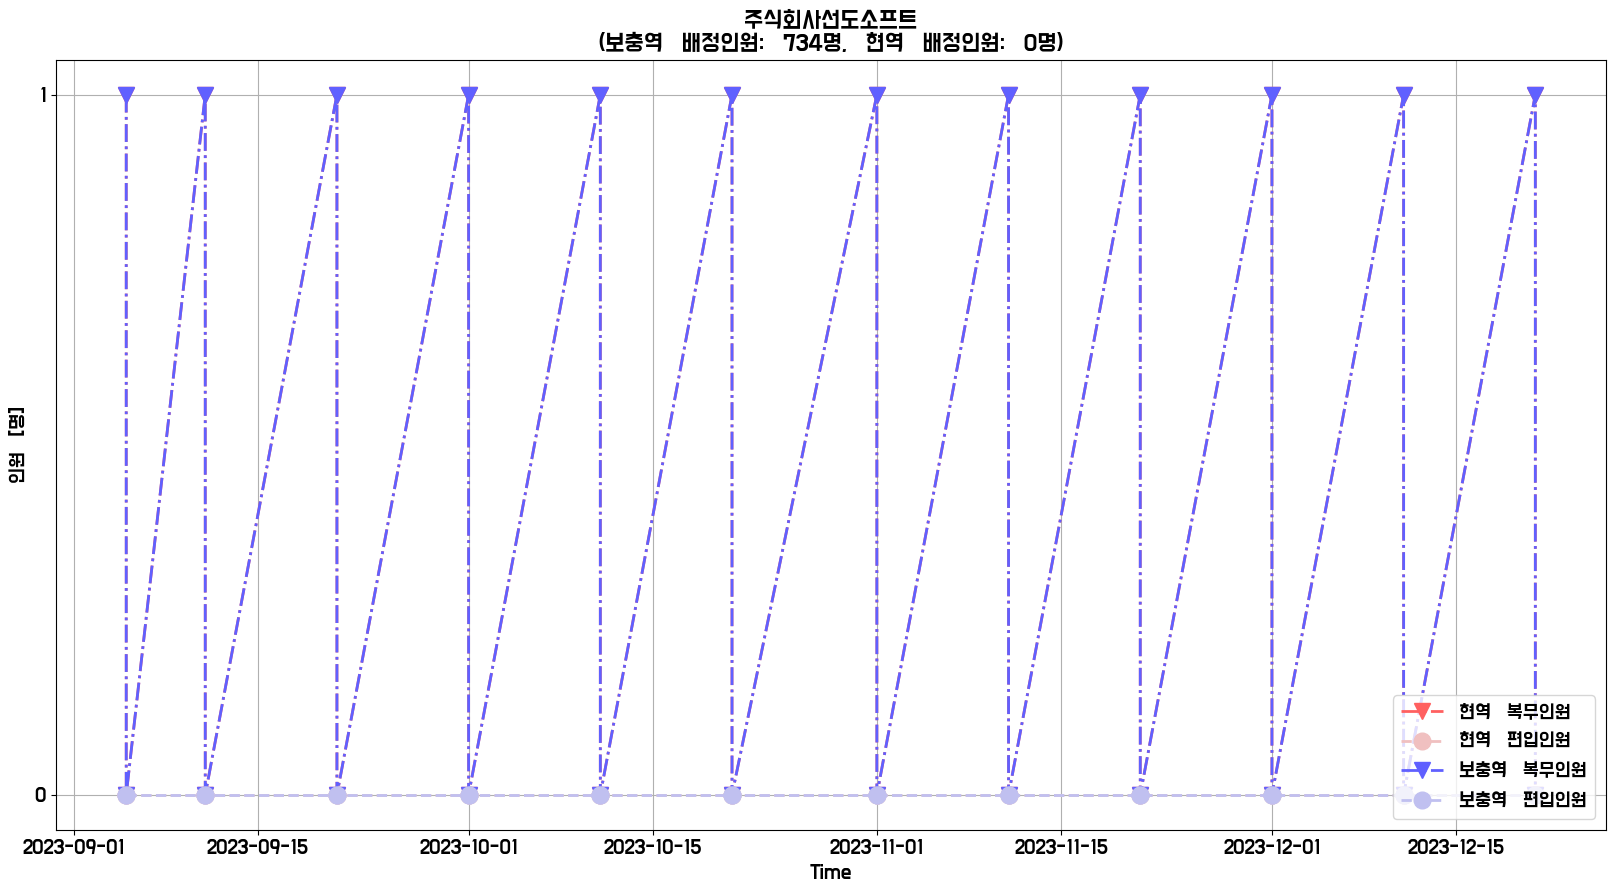 주식회사선도소프트
(보충역 배정인원: 734명, 현역 배정인원: 0명)
1
0
인원 [명]
2023-09-01
2023-09-15
2023-10-01
2023-10-15
2023-11-01
2023-11-15
2023-12-01
2023-12-15
Time
현역 복무인원
현역 편입인원
보충역 복무인원
보충역 편입인원